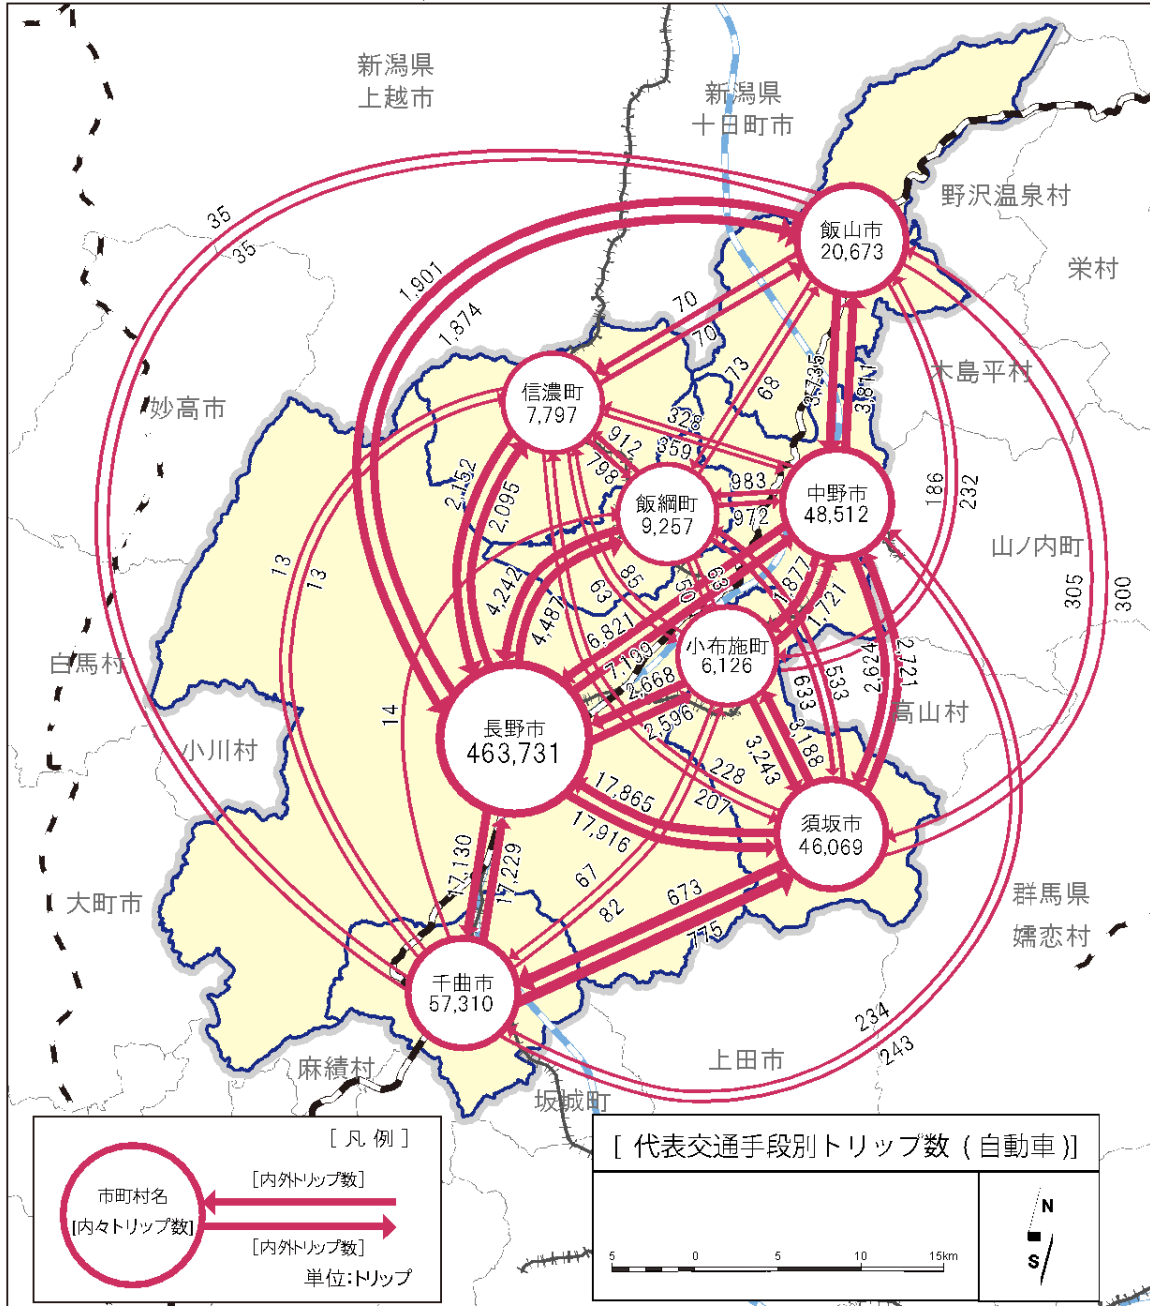 新潟県
上越市
新潟県
十日町市
野沢温泉村
栄村
木島平村
山ノ内町
高山村
群馬県
嬬恋村
上田市
坂城町
麻績村
大町市
小川村
白馬村
妙高市
飯山市
20,673
信濃町
7,797
飯綱町
9,257
中野市
48,512
小布施町
6,126
長野市
463,731
須坂市
46,069
千曲市
57,310
35
35
1,901
1,874
70
70
73
68
3,735
3,811
328
359
912
798
983
972
186
232
305
300
2,152
2,095
4,242
4,487
85
63
50
63
1,877
1,721
6,821
7,199
2,668
2,596
633
533
2,721
2,624
13
13
14
3,188
3,243
228
207
17,865
17,916
17,130
17,229
67
82
673
775
234
243
[ 凡 例 ]
市町村名
[内々トリップ数]
[内外トリップ数]
[内外トリップ数]
単位:トリップ
[ 代表交通手段別トリップ数 ( 自動車 )]
5 0 5 10 15km
N
S